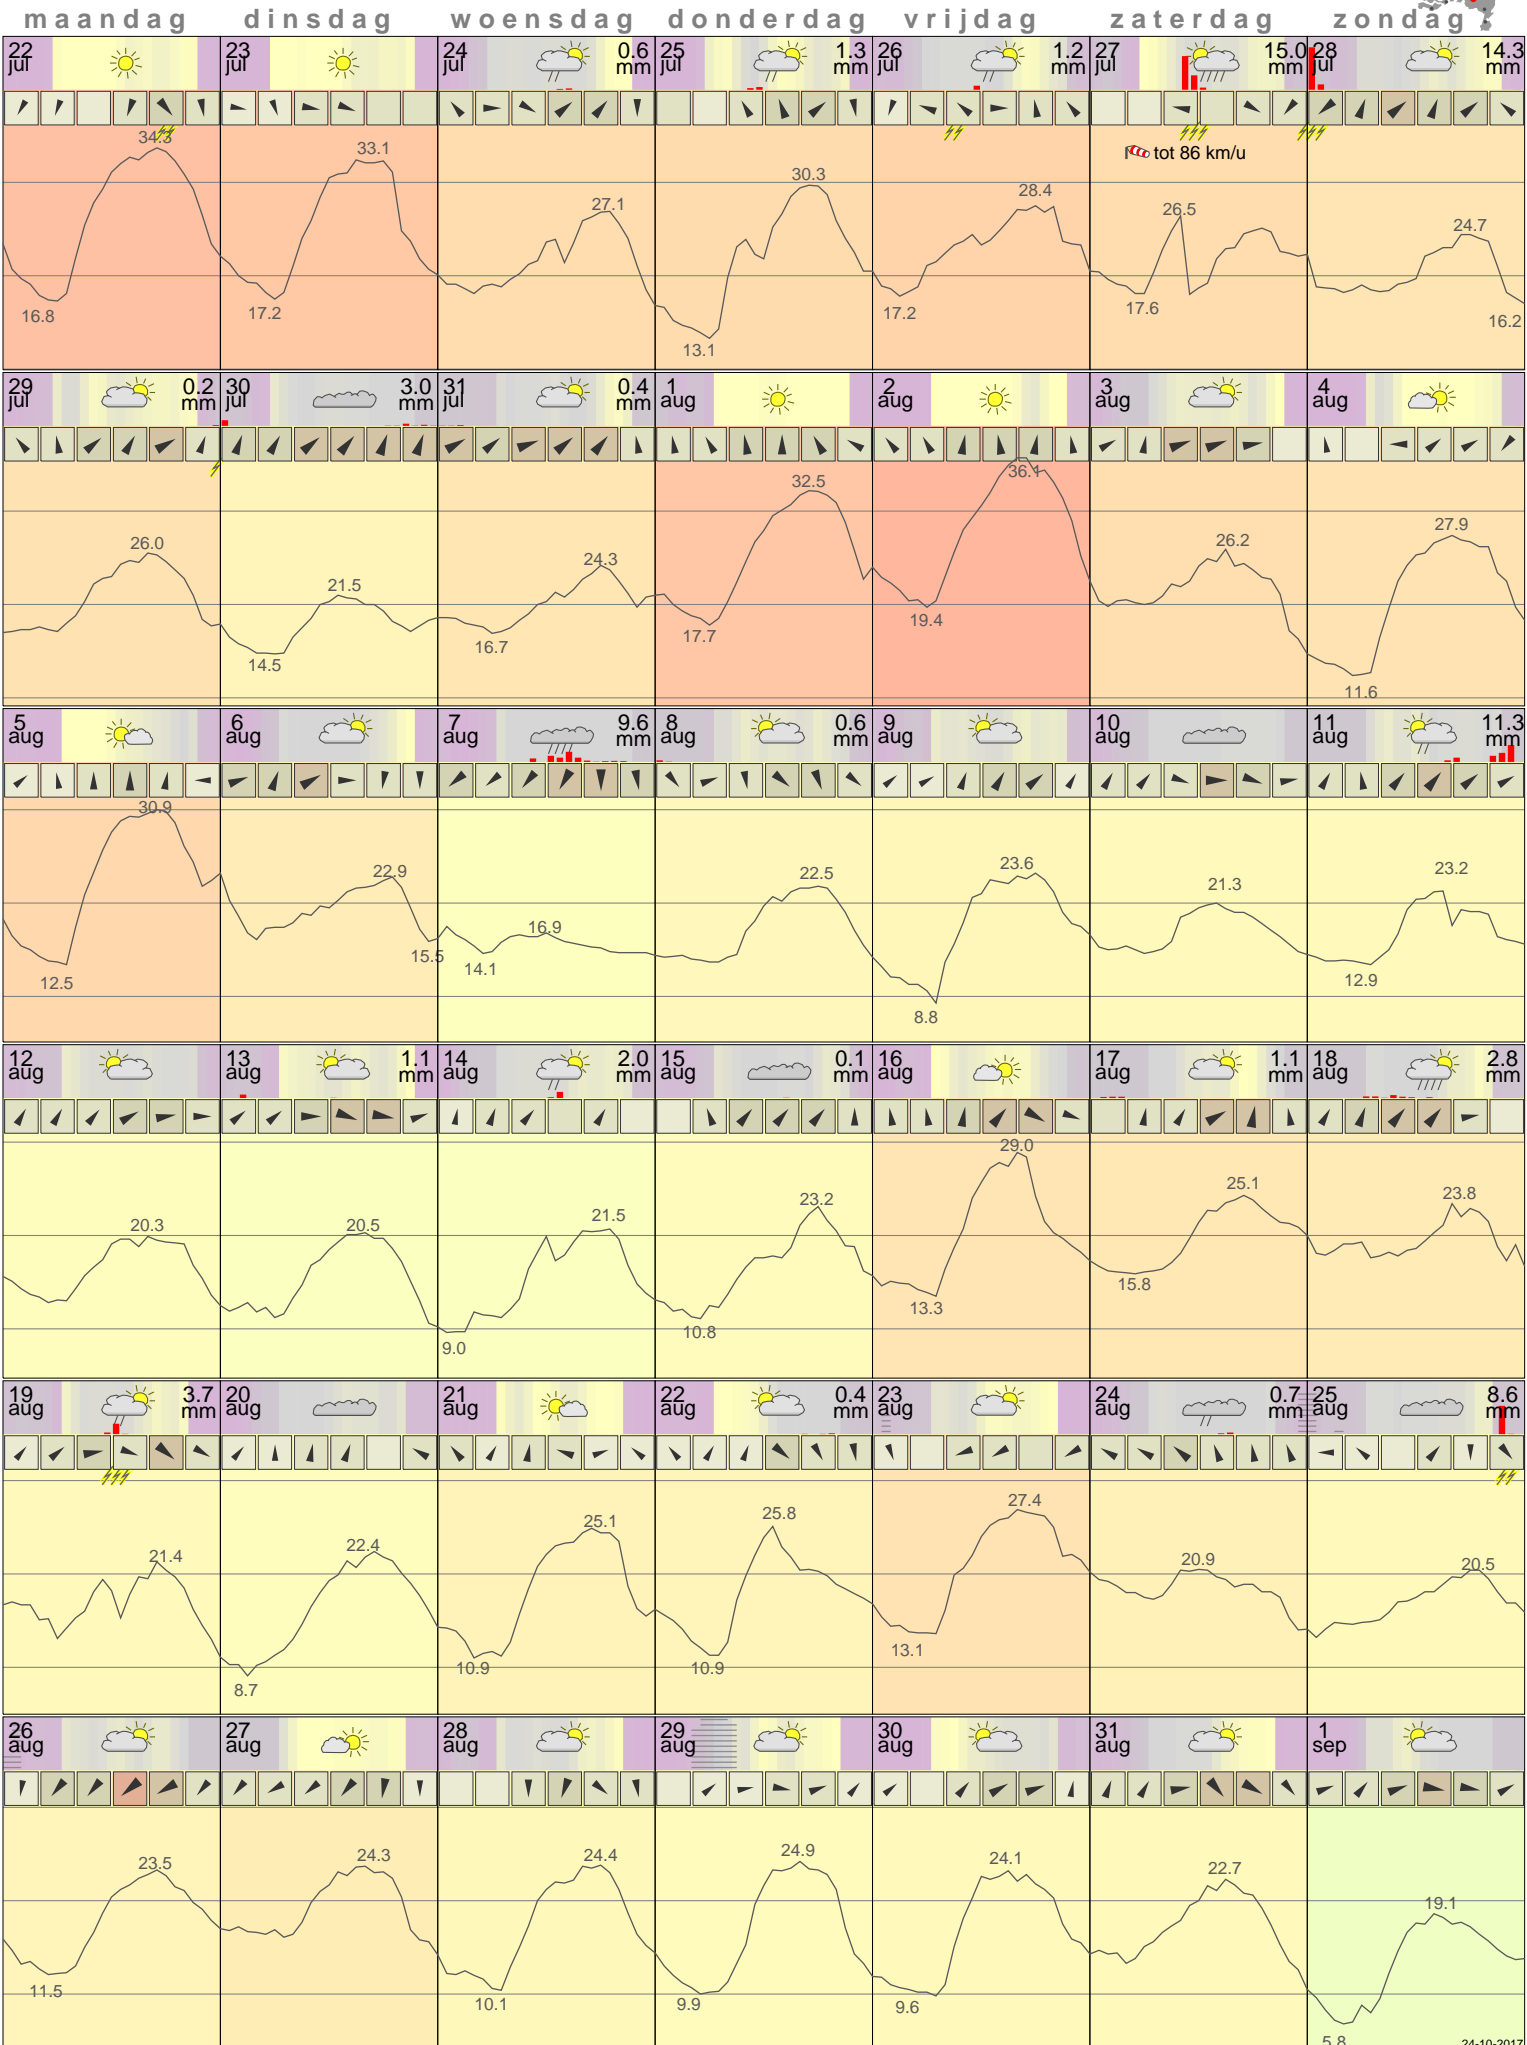 maandag dinsdag woensdag donderdag vrijdag zaterdag zondag
22 23 24 0.6 25 1.3 26 1.2 27 15.0 28 14.3
jul jul jul mm jul mm jul mm jul mm jul mm
tot 86 km/u
34.3 33.1 27.1 30.3 28.4 26.5 24.7
16.8 17.2 13.1 17.2 17.6 16.2
29 0.2 30 3.0 31 0.4 1 2 3 4
jul mm jul mm jul mm aug aug aug aug
26.0 21.5 24.3 32.5 36.1 26.2 27.9
14.5 16.7 17.7 19.4 11.6
5 6 7 9.6 8 0.6 9 10 11 11.3
aug aug aug mm aug mm aug aug aug mm
30.9 22.9 16.9 22.5 23.6 21.3 23.2
12.5 15.5 14.1 8.8 12.9
12 13 1.1 14 2.0 15 0.1 16 17 1.1 18 2.8
aug aug mm aug mm aug mm aug aug mm aug mm
20.3 20.5 21.5 23.2 29.0 25.1 23.8
9.0 10.8 13.3 15.8
19 3.7 20 21 22 0.4 23 24 0.7 25 8.6
aug mm aug aug aug mm aug aug mm aug mm
21.4 22.4 25.1 25.8 27.4 20.9 20.5
8.7 10.9 10.9 13.1
26 27 28 29 30 31 1
aug aug aug aug aug aug sep
23.5 24.3 24.4 24.9 24.1 22.7 19.1
11.5 10.1 9.9 9.6 5.8
24-10-2017